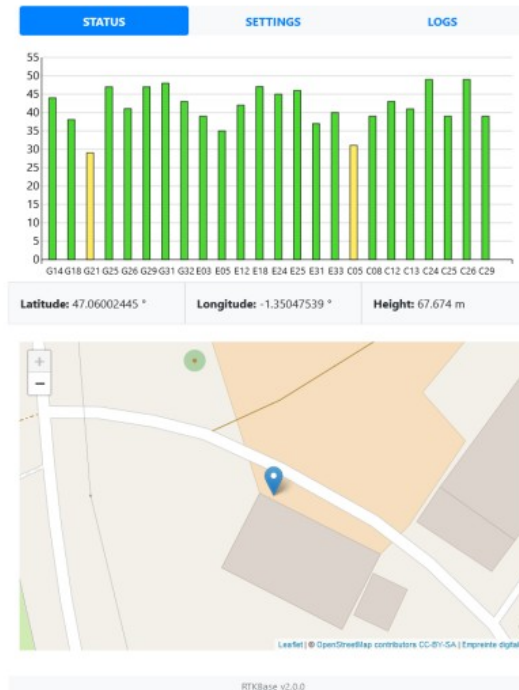 STATUS SETTINGS LOGS
55
50
45
40
35
30
25
20
15
10
5
0
G14 G18 G21 G25 G26 G29 G31 G32 E03 E05 E12 E18 E24 E25 E31 E33 C05 C08 C12 C13 C24 C25 C26 C29
Latitude: 47.06002445 ° Longitude: -1.35047539 ° Height: 67.674 m
+
−
Leaflet | © OpenStreetMap contributors CC-BY-SA | Empreinte digital
RTKBase v2.0.0